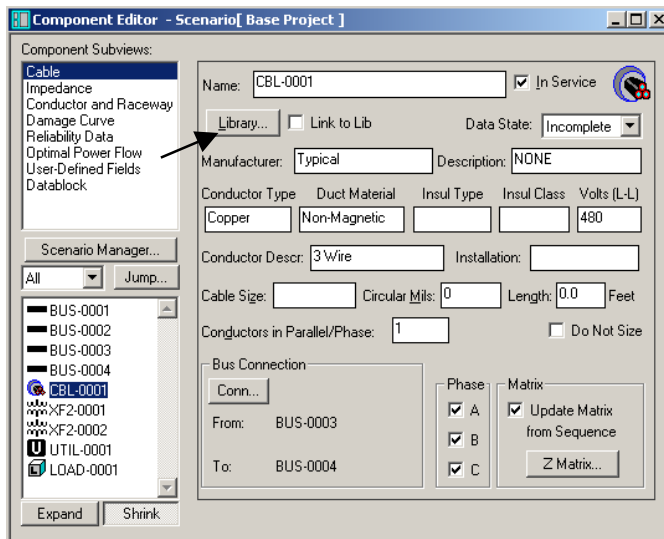 Component Editor - Scenario[ Base Project ]
Component Subviews:
Cable
Impedance
Conductor and Raceway
Damage Curve
Reliability Data
Optimal Power Flow
User-Defined Fields
Datablock
Scenario Manager...
All Jump...
BUS-0001
BUS-0002
BUS-0003
BUS-0004
CBL-0001
XF2-0001
XF2-0002
U UTIL-0001
LOAD-0001
Expand Shrink
Name: CBL-0001 In Service
Library... Link to Lib Data State: Incomplete
Manufacturer: Typical Description: NONE
Conductor Type Duct Material Insul Type Insul Class Volts (L-L)
Copper Non-Magnetic 480
Conductor Descr: 3 Wire Installation:
Cable Size: Circular Mils: 0 Length: 0.0 Feet
Conductors in Parallel/Phase: 1 Do Not Size
Bus Connection
Conn...
From: BUS-0003
To: BUS-0004
Phase
A
B
C
Matrix
Update Matrix
from Sequence
Z Matrix...